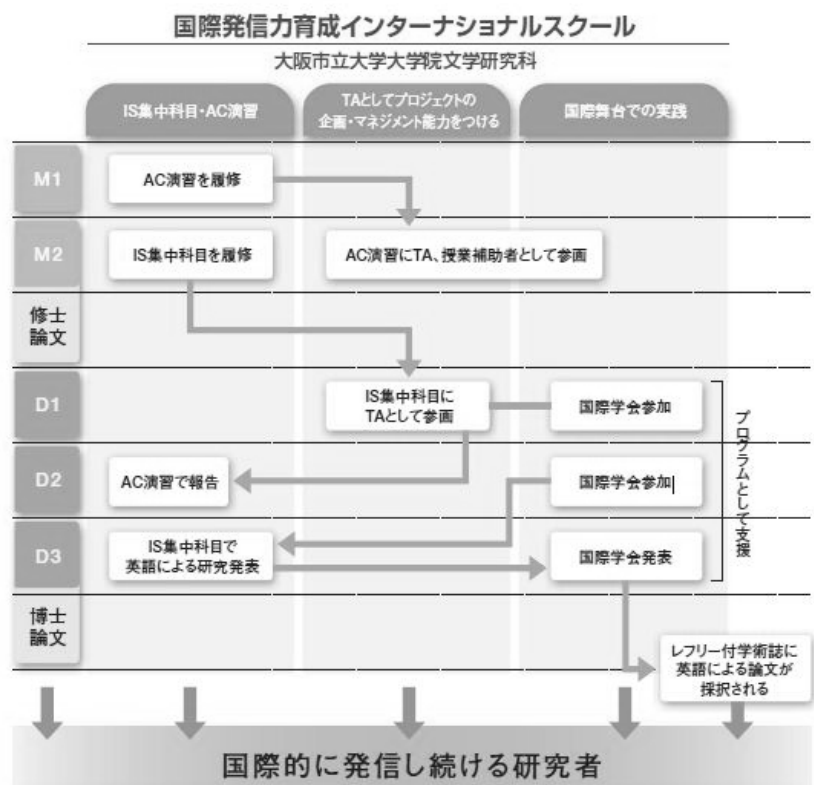 国際発信力育成インターナショナルスクール
大阪市立大学大学院文学研究科
IS集中科目・AC演習
TAとしてプロジェクトの
企画・マネジメント能力をつける
国際舞台での実践
M1
AC演習を履修
M2
IS集中科目を履修
AC演習にTA、授業補助者として参画
修士
論文
D1
IS集中科目に
TAとして参画
国際学会参加
D2
AC演習で報告
国際学会参加
D3
IS集中科目で
英語による研究発表
国際学会発表
プログラムとして支援
博士
論文
レフリー付学術誌に
英語による論文が
採択される
国際的に発信し続ける研究者